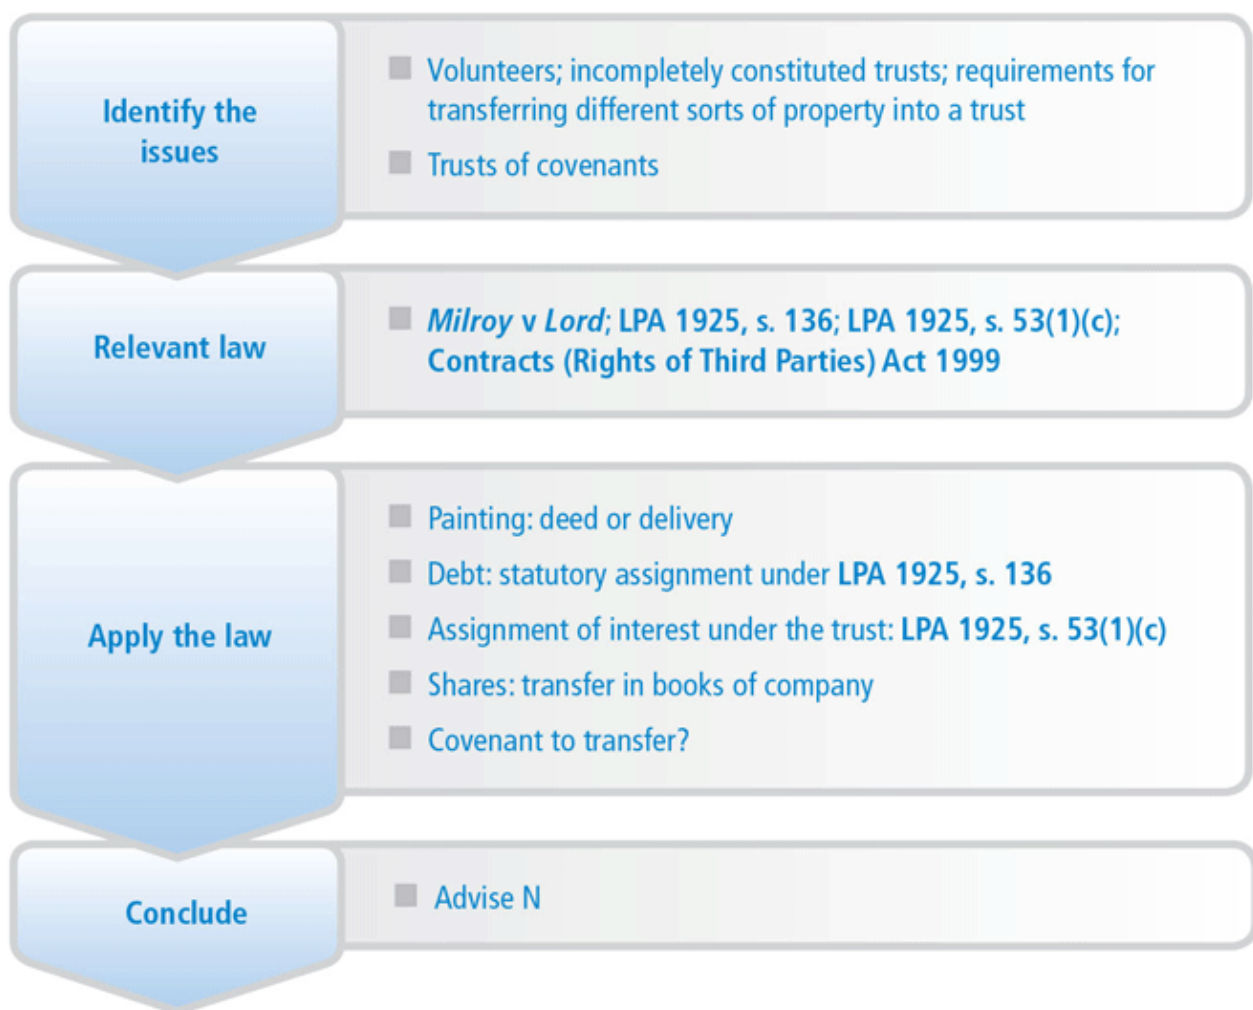 Identify the
issues
Volunteers; incompletely constituted trusts; requirements for
transferring different sorts of property into a trust
Trusts of covenants
Relevant law
Milroy v Lord; LPA 1925, s. 136; LPA 1925, s. 53(1)(c);
Contracts (Rights of Third Parties) Act 1999
Apply the law
Painting: deed or delivery
Debt: statutory assignment under LPA 1925, s. 136
Assignment of interest under the trust: LPA 1925, s. 53(1)(c)
Shares: transfer in books of company
Covenant to transfer?
Conclude
Advise N